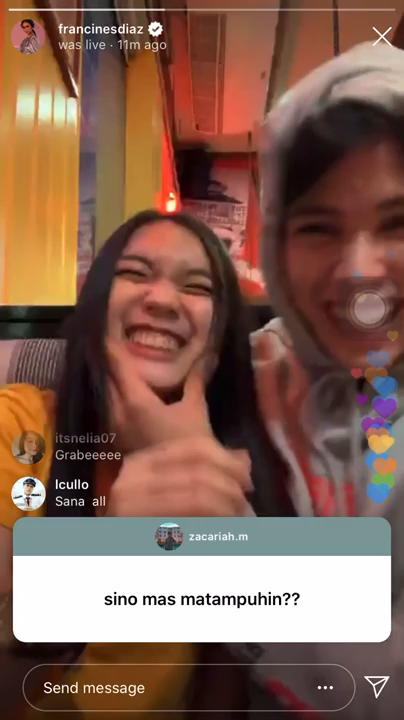 francinesdiaz
was live · 11m ago
itsnelia07
Grabeeeee
lcullo
Sana all
zacariah.m
sino mas matampuhin??
Send message